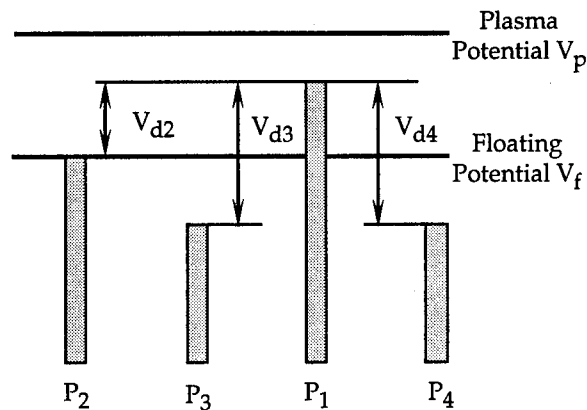 Plasma
Potential V_p
V_d2
V_d3
V_d4
Floating
Potential V_f
P_2
P_3
P_1
P_4